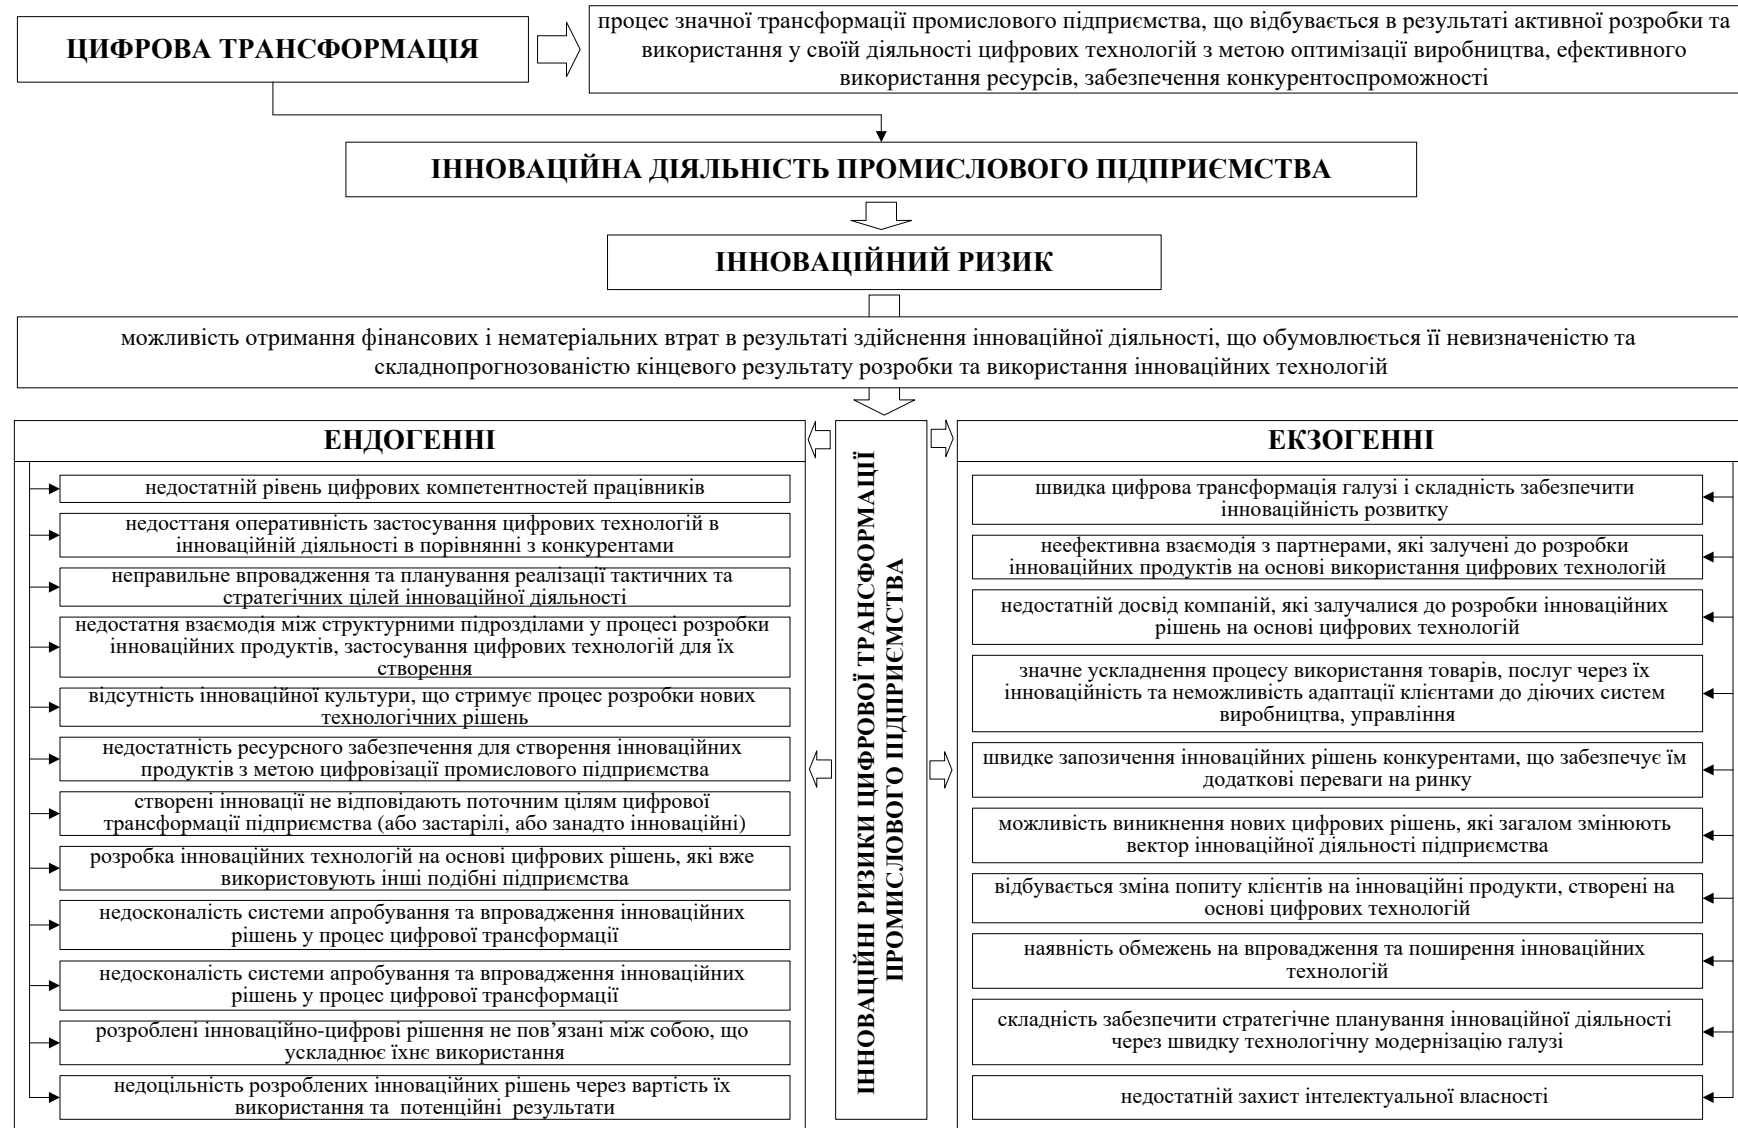 ЦИФРОВА ТРАНСФОРМАЦІЯ
процес значної трансформації промислового підприємства, що відбувається в результаті активної розробки та
використання у своїй діяльності цифрових технологій з метою оптимізації виробництва, ефективного
використання ресурсів, забезпечення конкурентоспроможності
ІННОВАЦІЙНА ДІЯЛЬНІСТЬ ПРОМИСЛОВОГО ПІДПРИЄМСТВА
ІННОВАЦІЙНИЙ РИЗИК
можливість отримання фінансових і нематеріальних втрат в результаті здійснення інноваційної діяльності, що обумовлюється її невизначеністю та
складнопрогнозованістю кінцевого результату розробки та використання інноваційних технологій
ЕНДОГЕННІ
недостатній рівень цифрових компетентностей працівників
недосттаня оперативність застосування цифрових технологій в
інноваційній діяльності в порівнянні з конкурентами
неправильне впровадження та планування реалізації тактичних та
стратегічних цілей інноваційної діяльності
недостатня взаємодія між структурними підрозділами у процесі розробки
інноваційних продуктів, застосування цифрових технологій для їх
створення
відсутність інноваційної культури, що стримує процес розробки нових
технологічних рішень
недостатність ресурсного забезпечення для створення інноваційних
продуктів з метою цифровізації промислового підприємства
створені інновації не відповідають поточним цілям цифрової
трансформації підприємства (або застарілі, або занадто інноваційні)
розробка інноваційних технологій на основі цифрових рішень, які вже
використовують інші подібні підприємства
недосконалість системи апробування та впровадження інноваційних
рішень у процес цифрової трансформації
недосконалість системи апробування та впровадження інноваційних
рішень у процес цифрової трансформації
розроблені інноваційно-цифрові рішення не пов’язані між собою, що
ускладнює їхнє використання
недоцільність розроблених інноваційних рішень через вартість їх
використання та потенційні результати
ІННОВАЦІЙНІ РИЗИКИ ЦИФРОВОЇ ТРАНСФОРМАЦІЇ
ПРОМИСЛОВОГО ПІДПРИЄМСТВА
ЕКЗОГЕННІ
швидка цифрова трансформація галузі і складність забезпечити
інноваційність розвитку
неефективна взаємодія з партнерами, які залучені до розробки
інноваційних продуктів на основі використання цифрових технологій
недостатній досвід компаній, які залучалися до розробки інноваційних
рішень на основі цифрових технологій
значне ускладнення процесу використання товарів, послуг через їх
інноваційність та неможливість адаптації клієнтами до діючих систем
виробництва, управління
швидке запозичення інноваційних рішень конкурентами, що забезпечує їм
додаткові переваги на ринку
можливість виникнення нових цифрових рішень, які загалом змінюють
вектор інноваційної діяльності підприємства
відбувається зміна попиту клієнтів на інноваційні продукти, створені на
основі цифрових технологій
наявність обмежень на впровадження та поширення інноваційних
технологій
складність забезпечити стратегічне планування інноваційної діяльності
через швидку технологічну модернізацію галузі
недостатній захист інтелектуальної власності